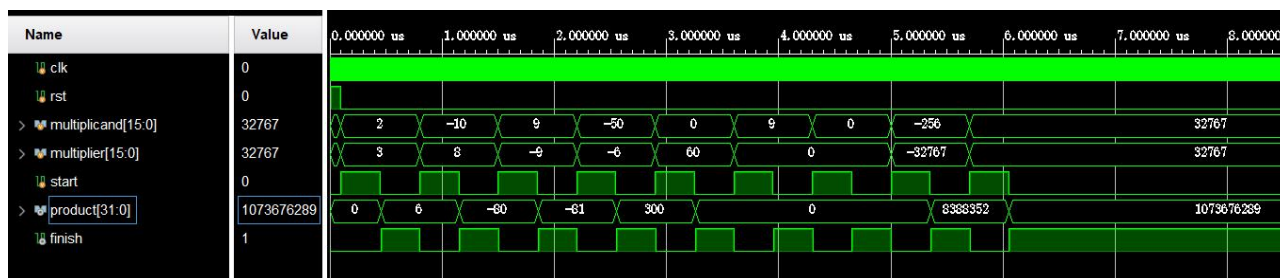 Name Value 0.000000 us 1.000000 us 2.000000 us 3.000000 us 4.000000 us 5.000000 us 6.000000 us 7.000000 us 8.000000
clk 0
rst 0
multiplicand[15:0] 32767 2 -10 9 -50 0 9 0 -256 32767
multiplier[15:0] 32767 3 8 -9 -6 60 0 -32767 32767
start 0
product[31:0] 1073676289 0 6 -80 -81 300 0 8388352 1073676289
finish 1